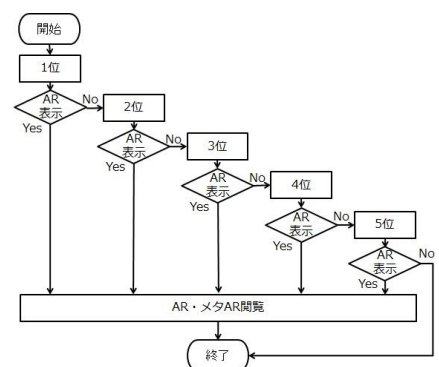 開始
1位
AR
表示
No
Yes
2位
AR
表示
No
Yes
3位
AR
表示
No
Yes
4位
AR
表示
No
Yes
5位
AR
表示
No
Yes
AR・メタAR閲覧
終了